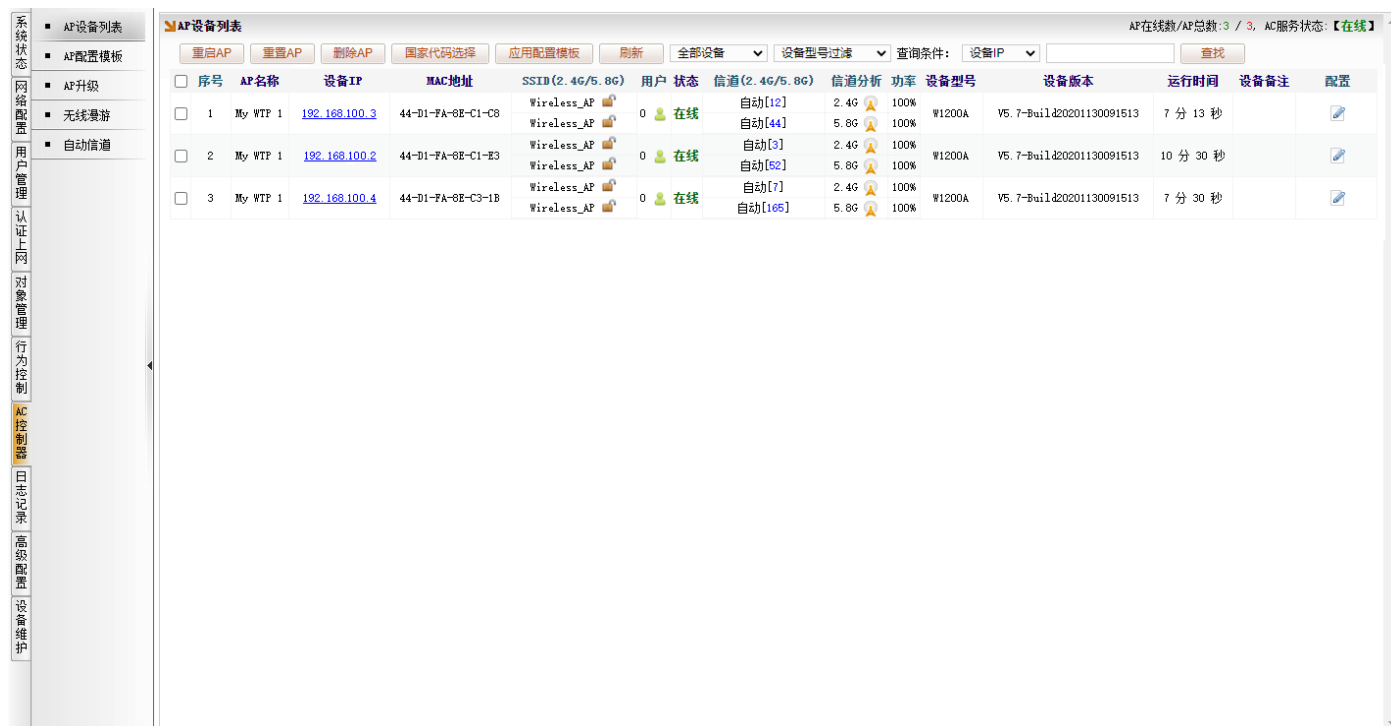 系统状态
网络配置
用户管理
认证上网
对象管理
行为控制
AC控制器
日志记录
高级配置
设备维护
AP设备列表
AP配置模板
AP升级
无线漫游
自动信道
AP设备列表
AP在线数/AP总数:3 / 3, AC服务状态:【在线】
重启AP 重置AP 删除AP 国家代码选择 应用配置模板 刷新 全部设备 设备型号过滤 查询条件: 设备IP 查找
序号 AP名称 设备IP MAC地址 SSID(2.4G/5.8G) 用户 状态 信道(2.4G/5.8G) 信道分析 功率 设备型号 设备版本 运行时间 设备备注 配置
Wireless_AP 自动[12] 2.4G 100%
1 My WTP 1 192.168.100.3 44-D1-FA-8E-C1-C8 0 在线 W1200A V5.7-Build20201130091513 7 分 13 秒
Wireless_AP 自动[44] 5.8G 100%
Wireless_AP 自动[3] 2.4G 100%
2 My WTP 1 192.168.100.2 44-D1-FA-8E-C1-E3 0 在线 W1200A V5.7-Build20201130091513 10 分 30 秒
Wireless_AP 自动[52] 5.8G 100%
Wireless_AP 自动[7] 2.4G 100%
3 My WTP 1 192.168.100.4 44-D1-FA-8E-C3-1B 0 在线 W1200A V5.7-Build20201130091513 7 分 30 秒
Wireless_AP 自动[165] 5.8G 100%